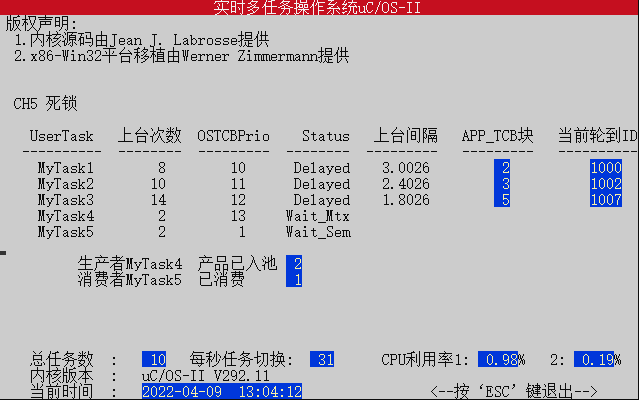 实时多任务操作系统uC/OS-II
版权声明:
1.内核源码由Jean J. Labrosse提供
2.x86-Win32平台移植由Werner Zimmermann提供
CH5 死锁
UserTask 上台次数 OSTCBPrio Status 上台间隔 APP_TCB块 当前轮到ID
---------- ---------- ---------- ---------- ---------- ---------- ----------
MyTask1 8 10 Delayed 3.0026 2 1000
MyTask2 10 11 Delayed 2.4026 3 1002
MyTask3 14 12 Delayed 1.8026 5 1007
MyTask4 2 13 Wait_Mtx
MyTask5 2 1 Wait_Sem
生产者MyTask4 产品已入池 2
消费者MyTask5 已消费 1
总任务数 : 10 每秒任务切换: 31 CPU利用率1: 0.98% 2: 0.19%
内核版本 : uC/OS-II V292.11
当前时间 : 2022-04-09 13:04:12 <--按‘ESC’键退出-->